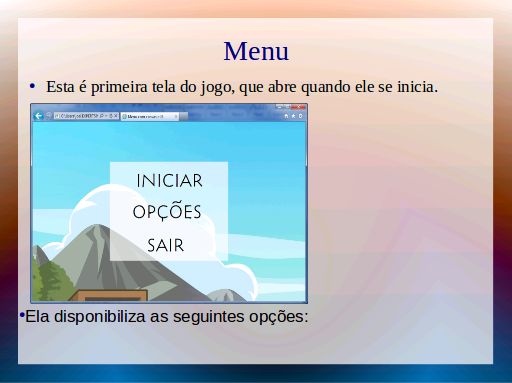 Menu
• Esta é primeira tela do jogo, que abre quando ele se inicia.
INICIAR
OPÇÕES
SAIR
•Ela disponibiliza as seguintes opções: